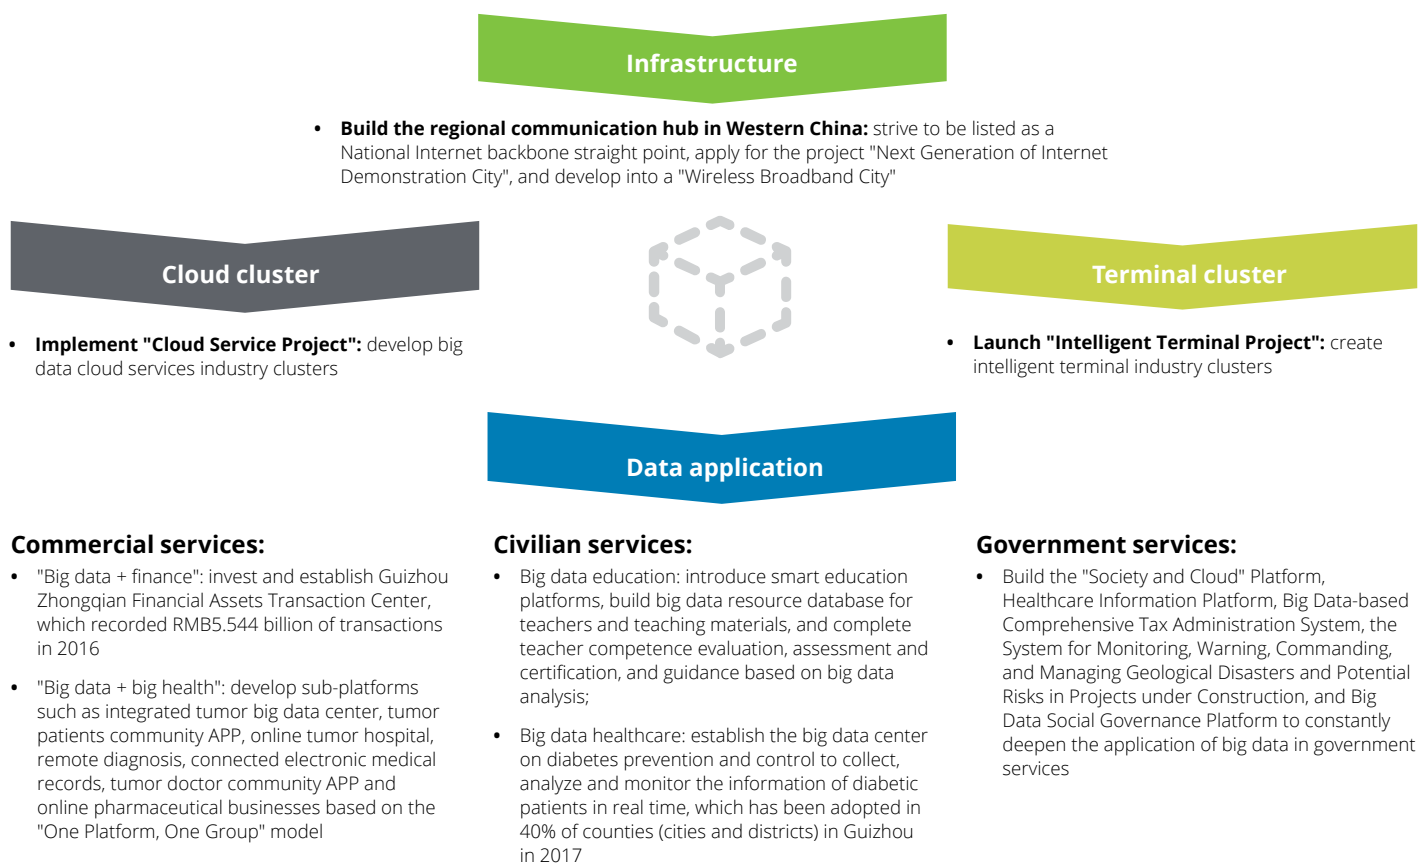 Infrastructure
• Build the regional communication hub in Western China: strive to be listed as a
National Internet backbone straight point, apply for the project "Next Generation of Internet
Demonstration City", and develop into a "Wireless Broadband City"
Cloud cluster
• Implement "Cloud Service Project": develop big
data cloud services industry clusters
Terminal cluster
• Launch "Intelligent Terminal Project": create
intelligent terminal industry clusters
Data application
Commercial services:
• "Big data + finance": invest and establish Guizhou
Zhongqian Financial Assets Transaction Center,
which recorded RMB5.544 billion of transactions
in 2016
• "Big data + big health": develop sub-platforms
such as integrated tumor big data center, tumor
patients community APP, online tumor hospital,
remote diagnosis, connected electronic medical
records, tumor doctor community APP and
online pharmaceutical businesses based on the
"One Platform, One Group" model
Civilian services:
• Big data education: introduce smart education
platforms, build big data resource database for
teachers and teaching materials, and complete
teacher competence evaluation, assessment and
certification, and guidance based on big data
analysis;
• Big data healthcare: establish the big data center
on diabetes prevention and control to collect,
analyze and monitor the information of diabetic
patients in real time, which has been adopted in
40% of counties (cities and districts) in Guizhou
in 2017
Government services:
• Build the "Society and Cloud" Platform,
Healthcare Information Platform, Big Data-based
Comprehensive Tax Administration System, the
System for Monitoring, Warning, Commanding,
and Managing Geological Disasters and Potential
Risks in Projects under Construction, and Big
Data Social Governance Platform to constantly
deepen the application of big data in government
services